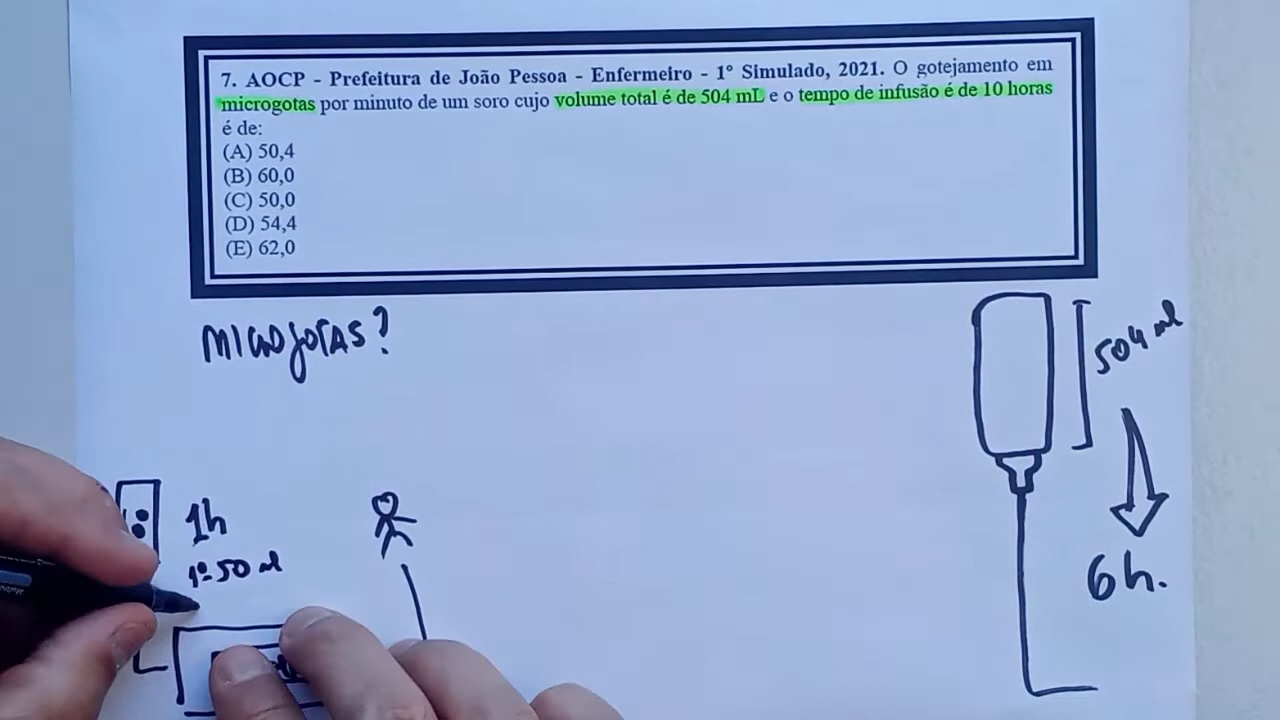 7. AOCP - Prefeitura de João Pessoa - Enfermeiro - 1º Simulado, 2021. O gotejamento em
microgotas por minuto de um soro cujo volume total é de 504 mL e o tempo de infusão é de 10 horas
é de:
(A) 50,4
(B) 60,0
(C) 50,0
(D) 54,4
(E) 62,0
MICROGOTAS?
504 ml
1h
1º 50 ml
6h.